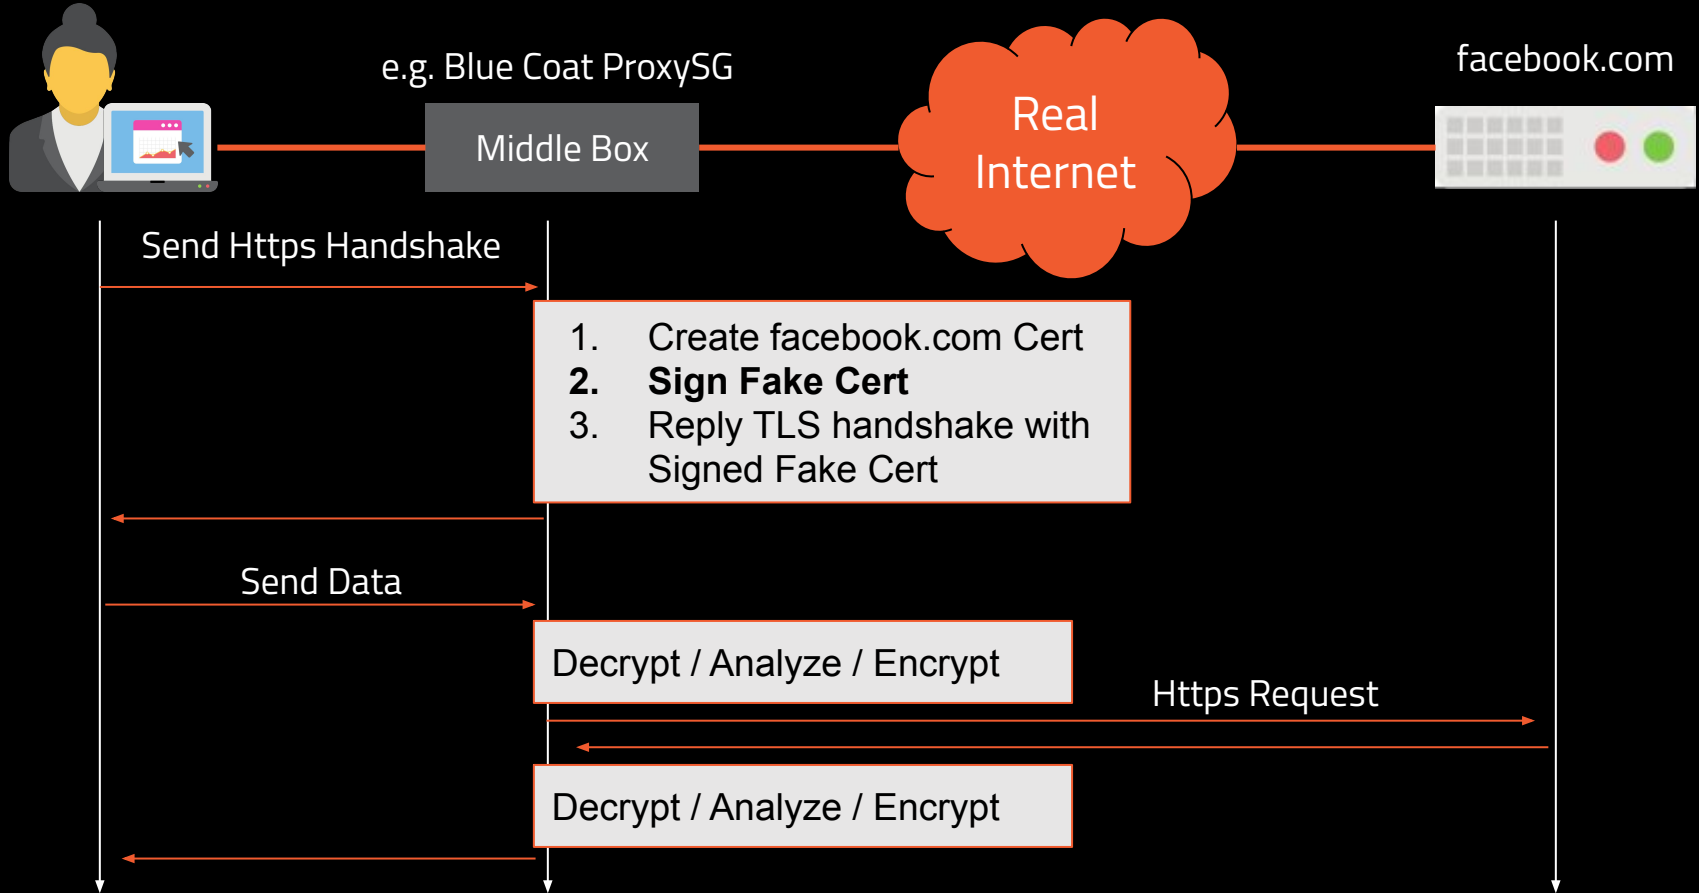 e.g. Blue Coat ProxySG
facebook.com
Middle Box
Real
Internet
Send Https Handshake
1. Create facebook.com Cert
2. Sign Fake Cert
3. Reply TLS handshake with
Signed Fake Cert
Send Data
Decrypt / Analyze / Encrypt
Https Request
Decrypt / Analyze / Encrypt